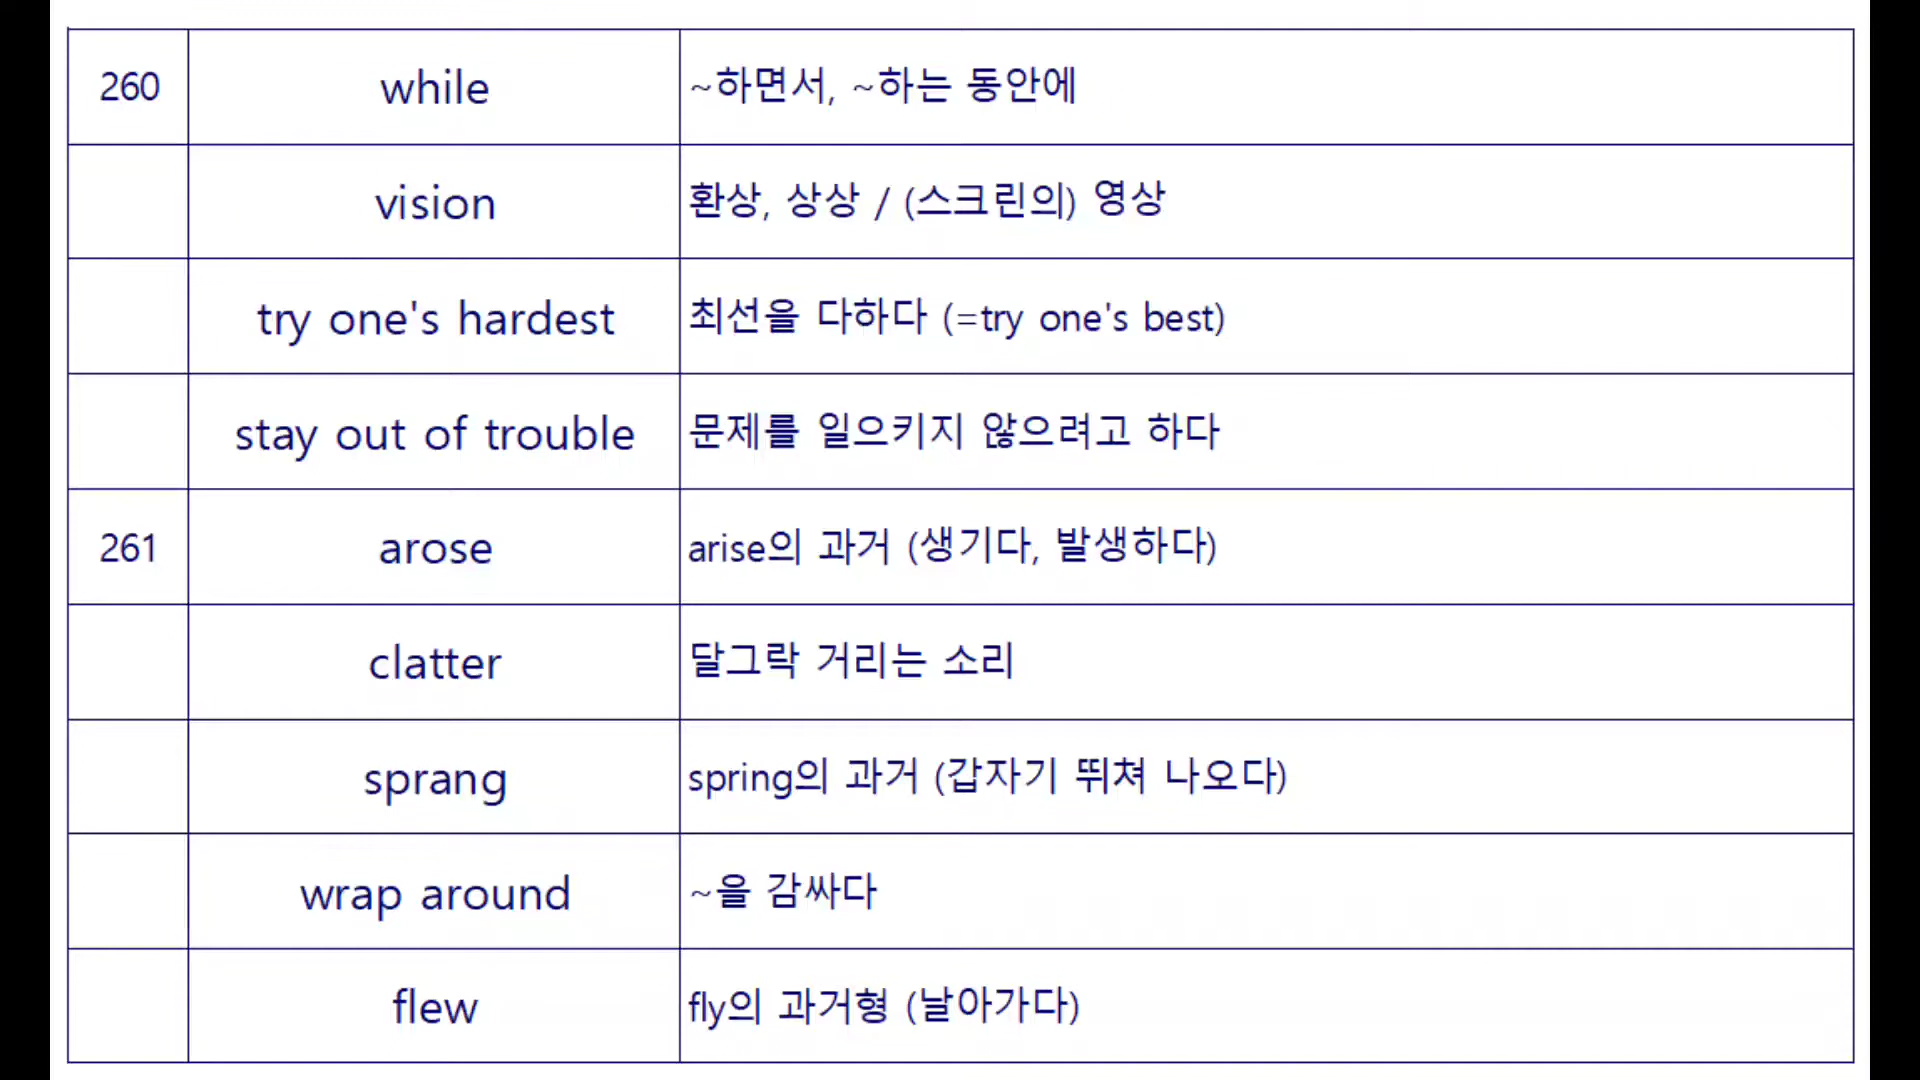 260 while ~하면서, ~하는 동안에
vision 환상, 상상 / (스크린의) 영상
try one's hardest 최선을 다하다 (=try one's best)
stay out of trouble 문제를 일으키지 않으려고 하다
261 arose arise의 과거 (생기다, 발생하다)
clatter 달그락 거리는 소리
sprang spring의 과거 (갑자기 뛰쳐 나오다)
wrap around ~을 감싸다
flew fly의 과거형 (날아가다)